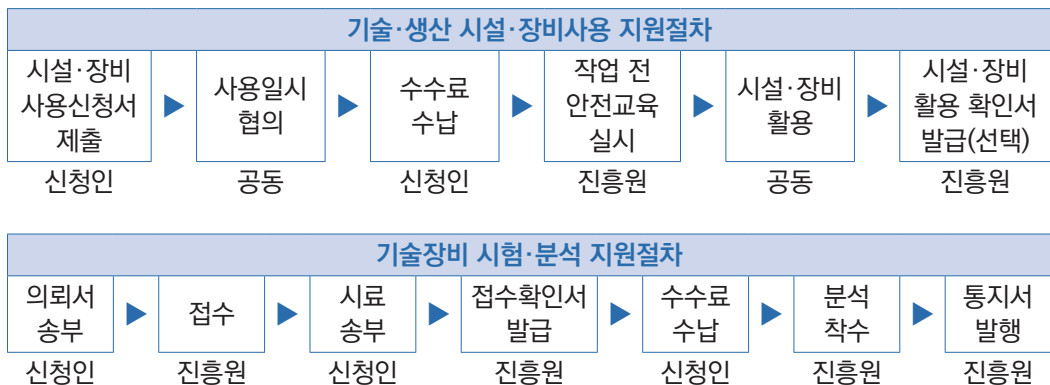 기술·생산 시설·장비사용 지원절차
시설·장비
사용신청서
제출
▶
사용일시
협의
▶
수수료
수납
▶
작업 전
안전교육
실시
▶
시설·장비
활용
▶
시설·장비
활용 확인서
발급(선택)
신청인
공동
신청인
진흥원
공동
진흥원
기술장비 시험·분석 지원절차
의뢰서
송부
▶
접수
▶
시료
송부
▶
접수확인서
발급
▶
수수료
수납
▶
분석
착수
▶
통지서
발행
신청인
진흥원
신청인
진흥원
신청인
진흥원
진흥원